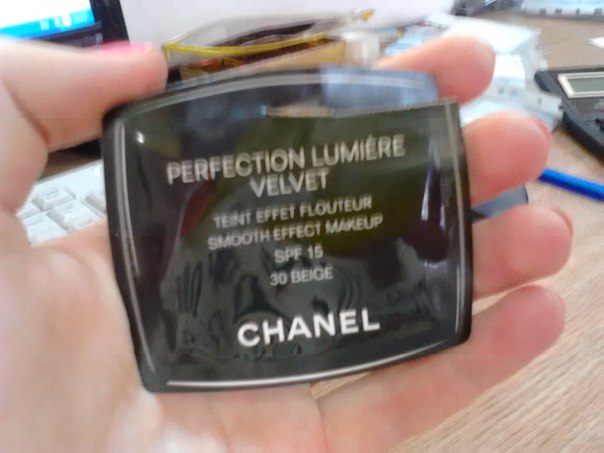 PERFECTION LUMIÈRE
VELVET
TEINT EFFET FLOUTEUR
SMOOTH EFFECT MAKEUP
SPF 15
30 BEIGE
CHANEL